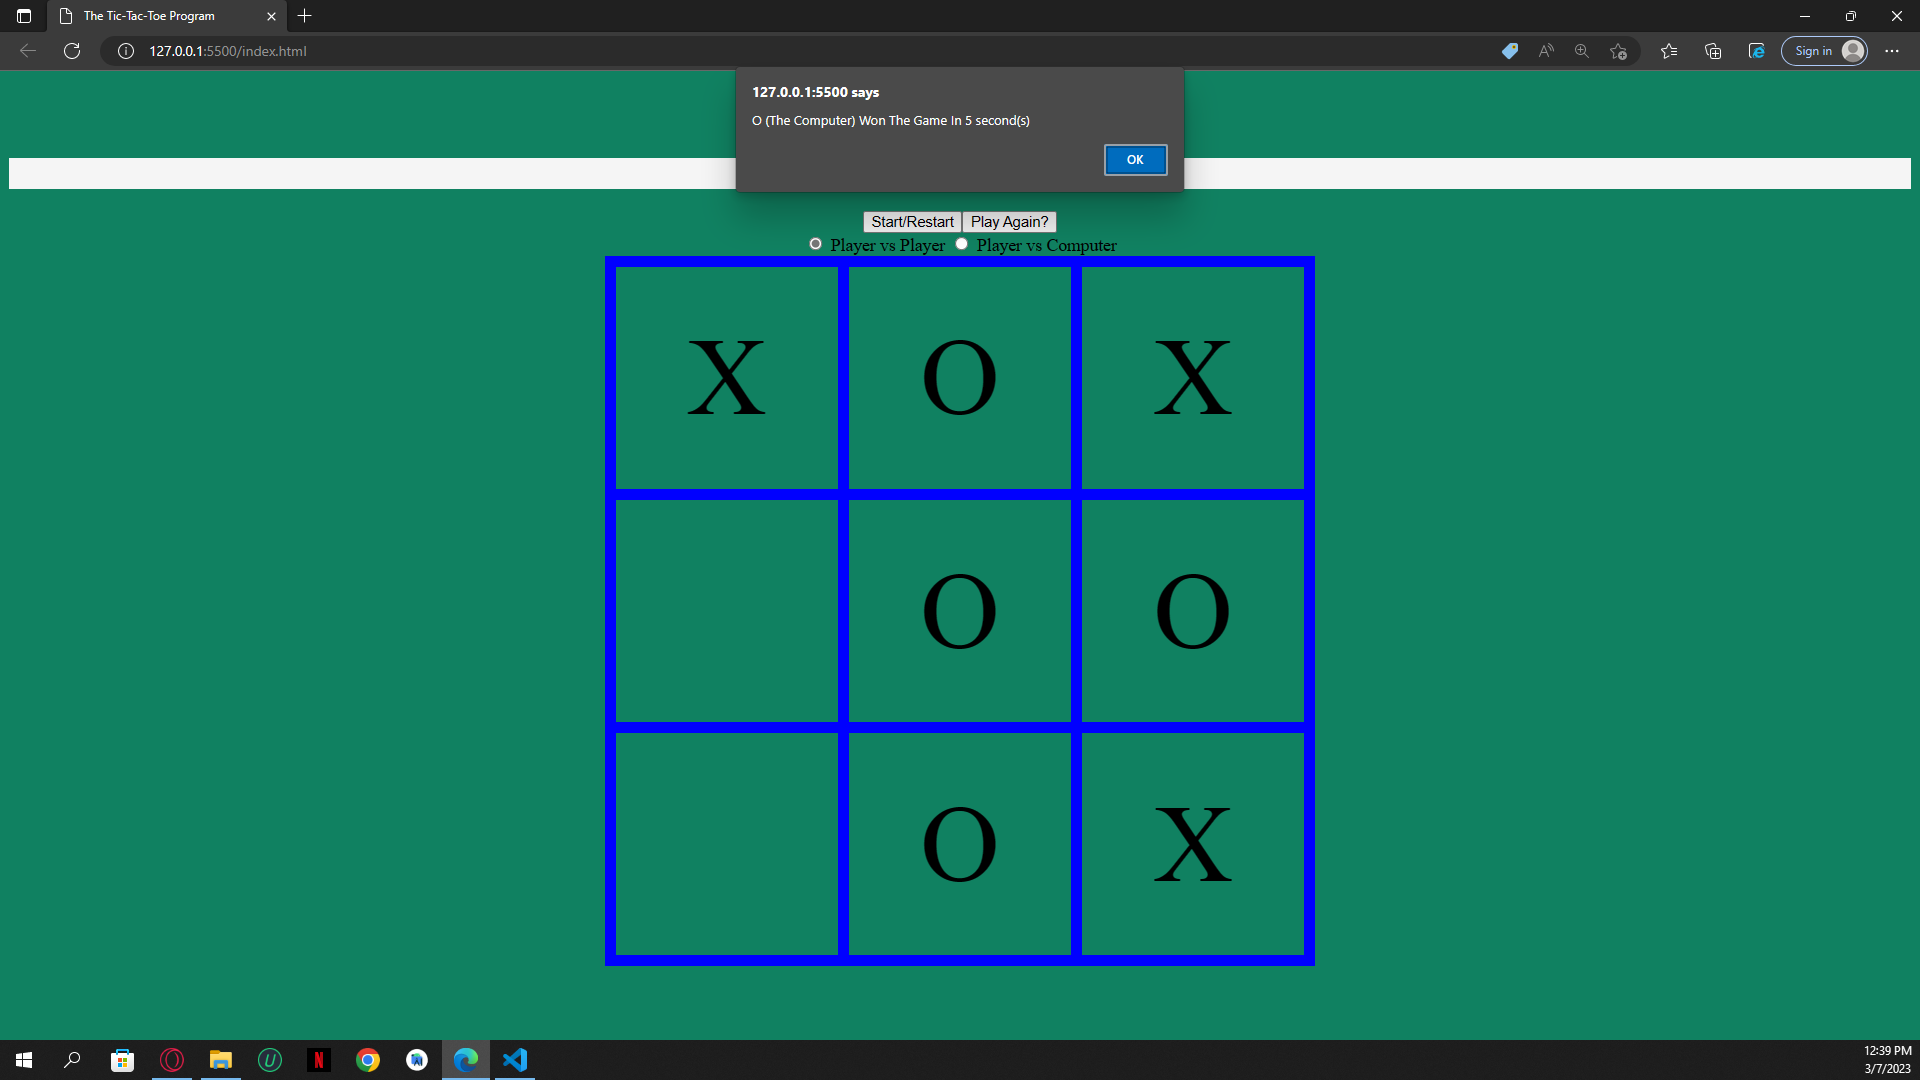 The Tic-Tac-Toe Program
127.0.0.1:5500/index.html
Sign in
127.0.0.1:5500 says
O (The Computer) Won The Game In 5 second(s)
OK
Start/Restart Play Again?
Player vs Player Player vs Computer
X O X
O O
O X
12:39 PM
3/7/2023